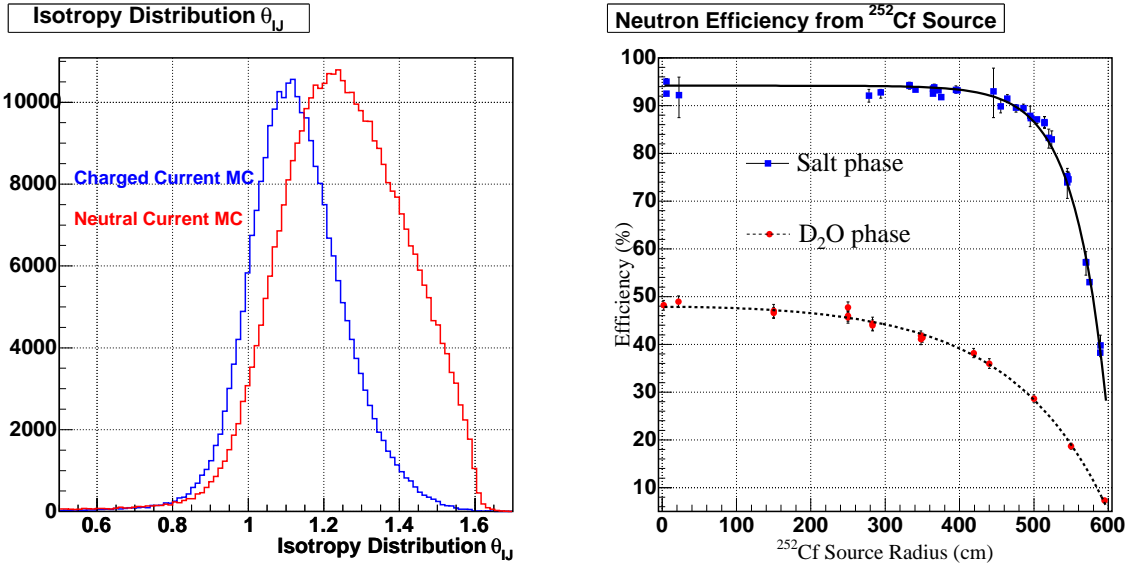 Isotropy Distribution θIJ
10000
8000
6000
4000
2000
0
Charged Current MC
Neutral Current MC
0.6 0.8 1 1.2 1.4 1.6
Isotropy Distribution θIJ
Neutron Efficiency from 252Cf Source
100
90
80
70
60
50
40
30
20
10
Efficiency (%)
Salt phase
D2O phase
0 100 200 300 400 500 600
252Cf Source Radius (cm)